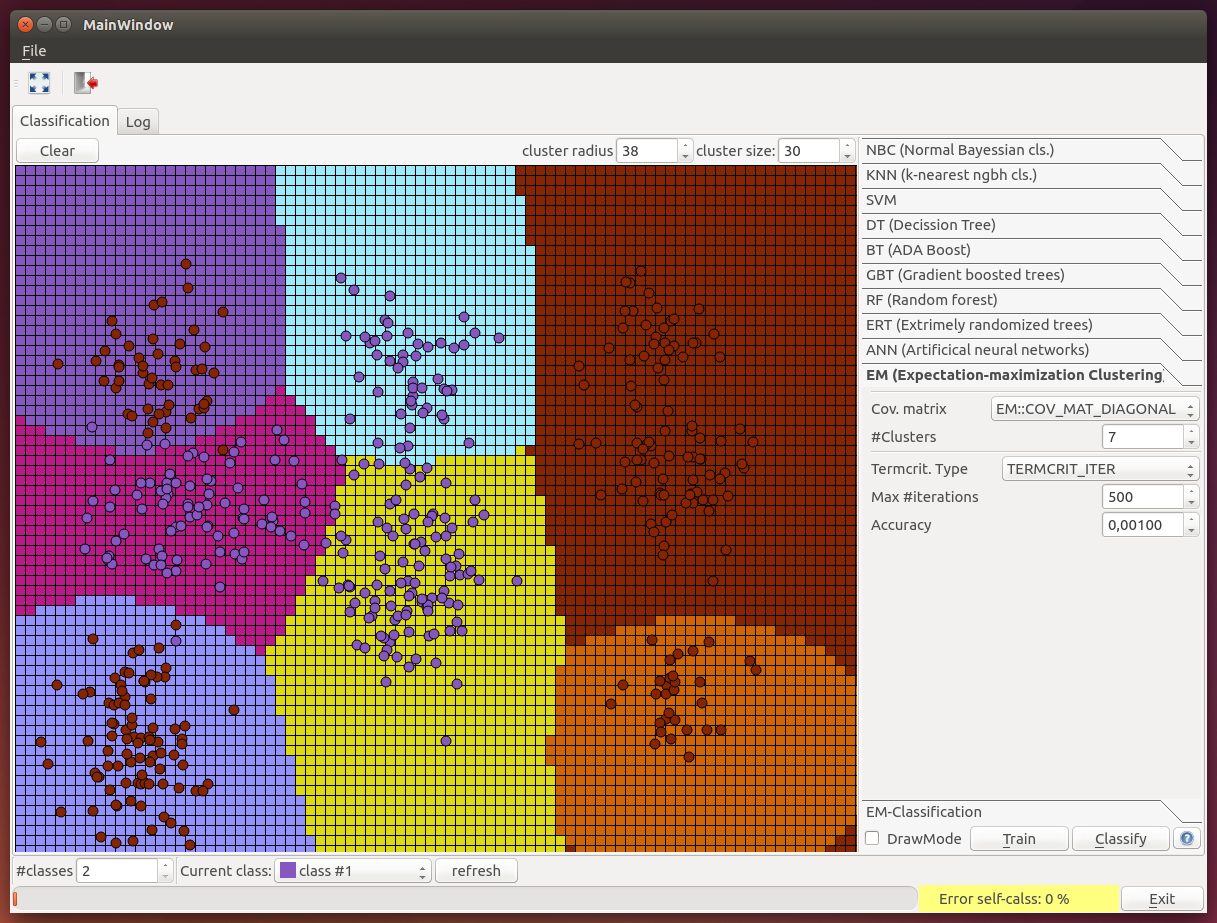 MainWindow
File
Classification
Log
Clear
cluster radius 38 cluster size: 30
NBC (Normal Bayessian cls.)
KNN (k-nearest ngbh cls.)
SVM
DT (Decission Tree)
BT (ADA Boost)
GBT (Gradient boosted trees)
RF (Random forest)
ERT (Extrimely randomized trees)
ANN (Artificical neural networks)
EM (Expectation-maximization Clustering)
Cov. matrix EM::COV_MAT_DIAGONAL
#Clusters 7
Termcrit. Type TERMCRIT_ITER
Max #iterations 500
Accuracy 0,00100
EM-Classification
DrawMode Train Classify ?
#classes 2 Current class: class #1 refresh
Error self-calss: 0 % Exit